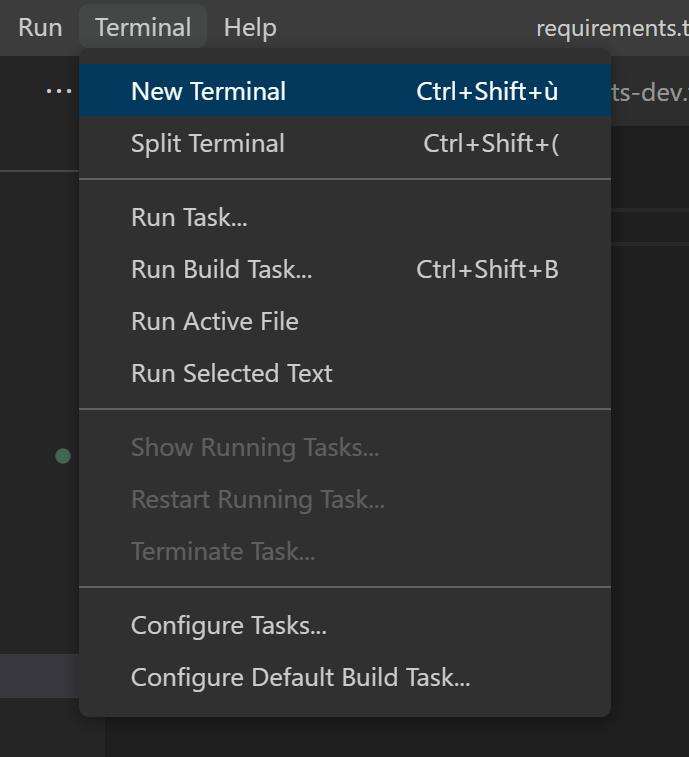 Run Terminal Help requirements.t
... ts-dev.
New Terminal Ctrl+Shift+ù
Split Terminal Ctrl+Shift+(
Run Task...
Run Build Task... Ctrl+Shift+B
Run Active File
Run Selected Text
Show Running Tasks...
Restart Running Task...
Terminate Task...
Configure Tasks...
Configure Default Build Task...